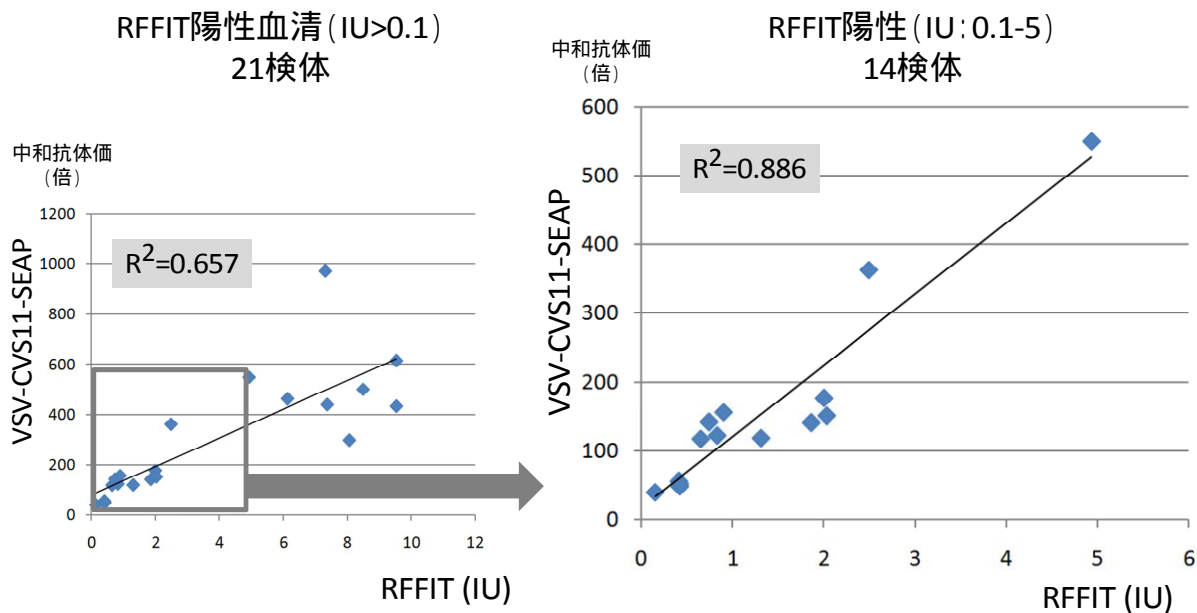 RFFIT陽性血清(IU>0.1)
21検体
中和抗体価
(倍)
VSV-CVS11-SEAP
R²=0.657
1200
1000
800
600
400
200
0
0 2 4 6 8 10 12
RFFIT (IU)
RFFIT陽性(IU:0.1-5)
14検体
中和抗体価
(倍)
VSV-CVS11-SEAP
R²=0.886
600
500
400
300
200
100
0
0 1 2 3 4 5 6
RFFIT (IU)